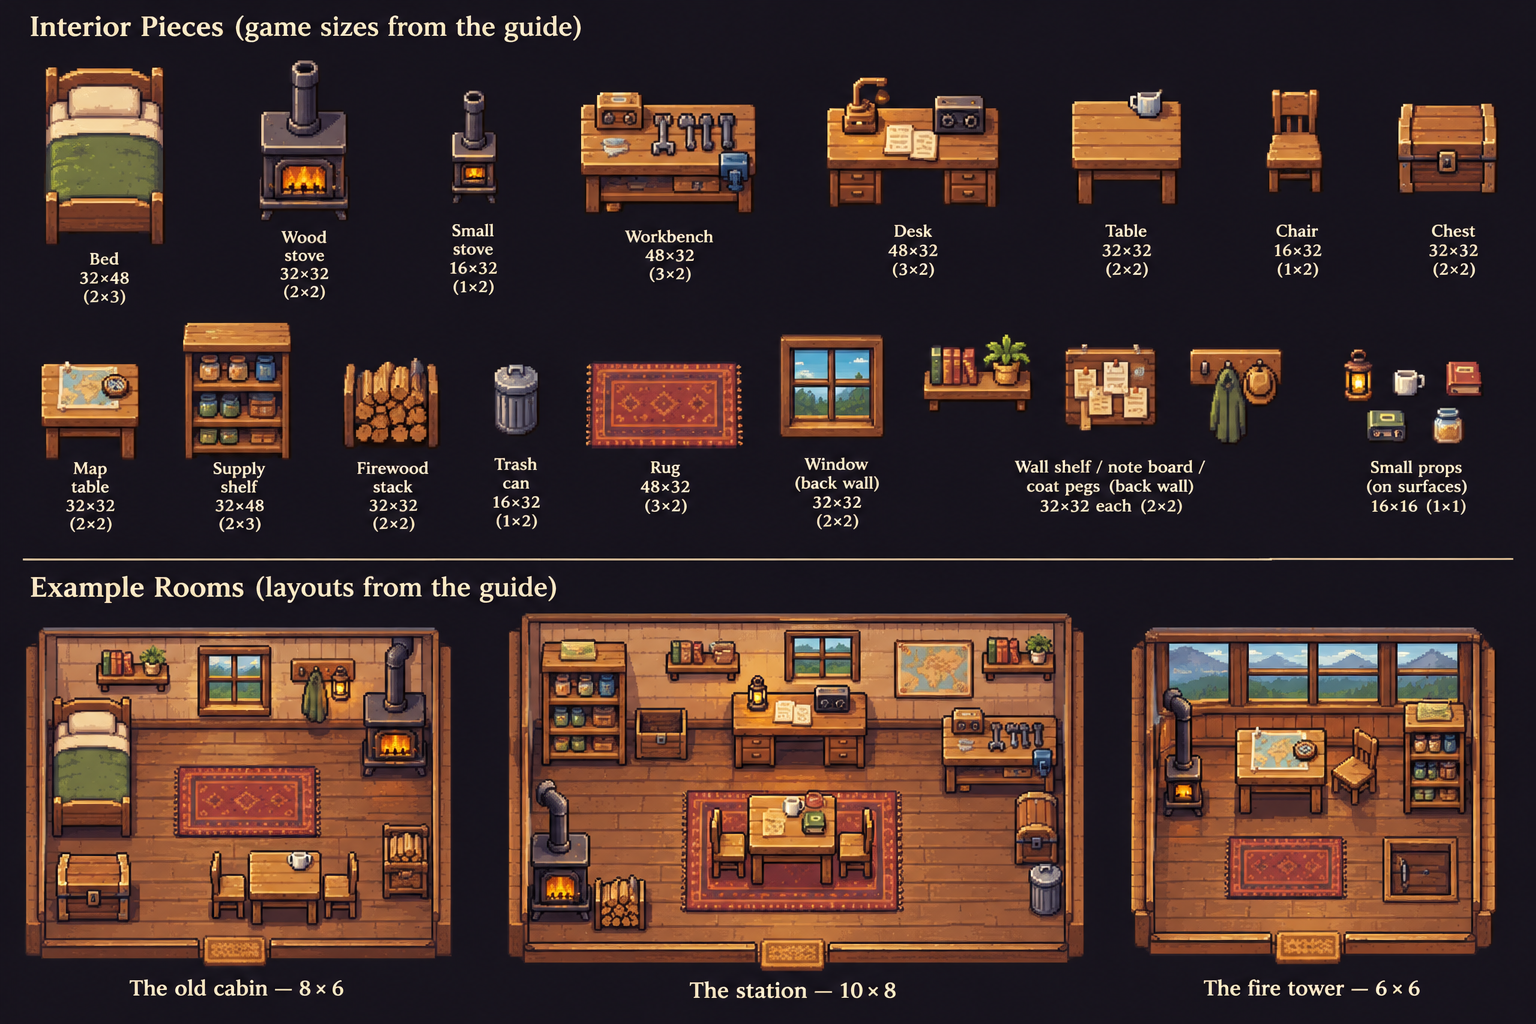 Interior Pieces (game sizes from the guide)
Bed
32×48
(2×3)
Wood
stove
32×32
(2×2)
Small
stove
16×32
(1×2)
Workbench
48×32
(3×2)
Desk
48×32
(3×2)
Table
32×32
(2×2)
Chair
16×32
(1×2)
Chest
32×32
(2×2)
Map
table
32×32
(2×2)
Supply
shelf
32×48
(2×3)
Firewood
stack
32×32
(2×2)
Trash
can
16×32
(1×2)
Rug
48×32
(3×2)
Window
(back wall)
32×32
(2×2)
Wall shelf / note board /
coat pegs (back wall)
32×32 each (2×2)
Small props
(on surfaces)
16×16 (1×1)
Example Rooms (layouts from the guide)
The old cabin — 8×6
The station — 10×8
The fire tower — 6×6